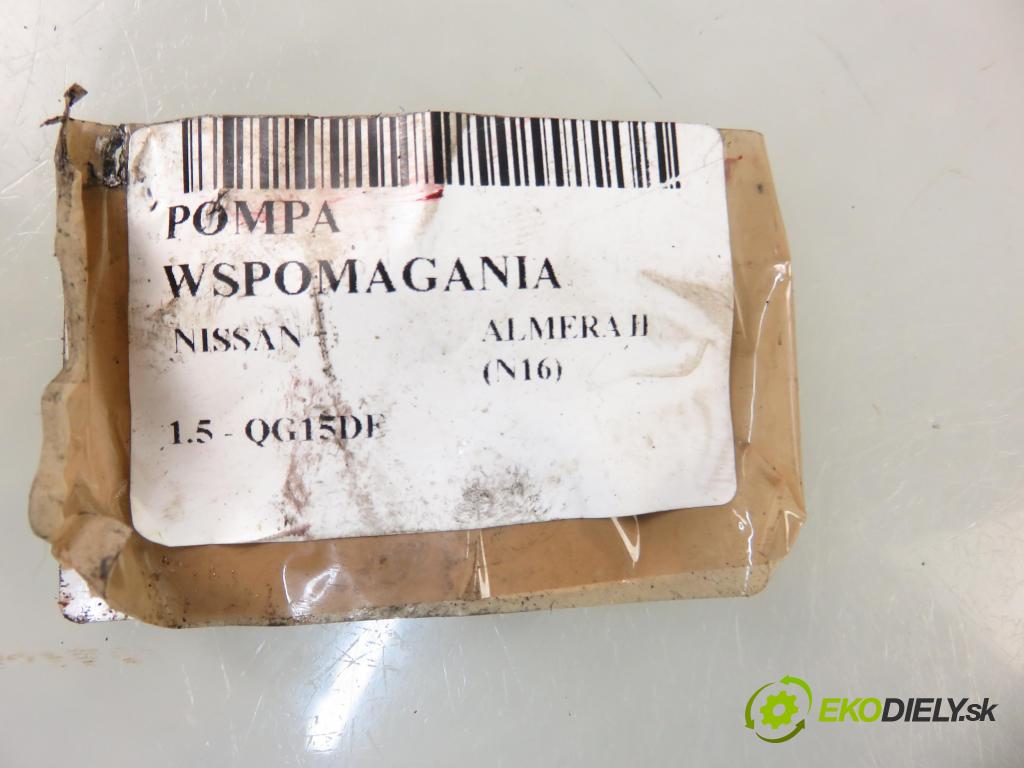 POMPA
WSPOMAGANIA
NISSAN ALMERA II
(N16)
1.5 - QG15DE
EKODIELY.sk